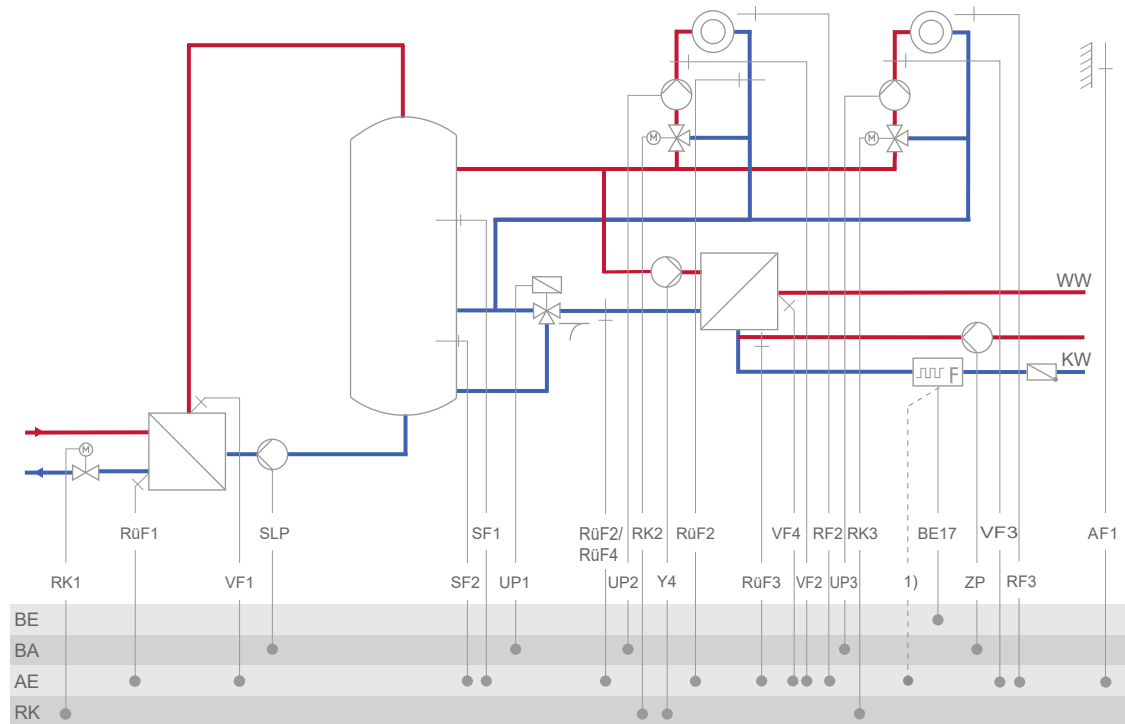 M
M
WW
KW
F
M
RüF1
SLP
SF1
RüF2/
RüF4
RK2
RüF2
VF4
RF2
RK3
BE17
VF3
AF1
RK1
VF1
SF2
UP1
UP2
Y4
RüF3
VF2
UP3
1)
ZP
RF3
BE
BA
AE
RK